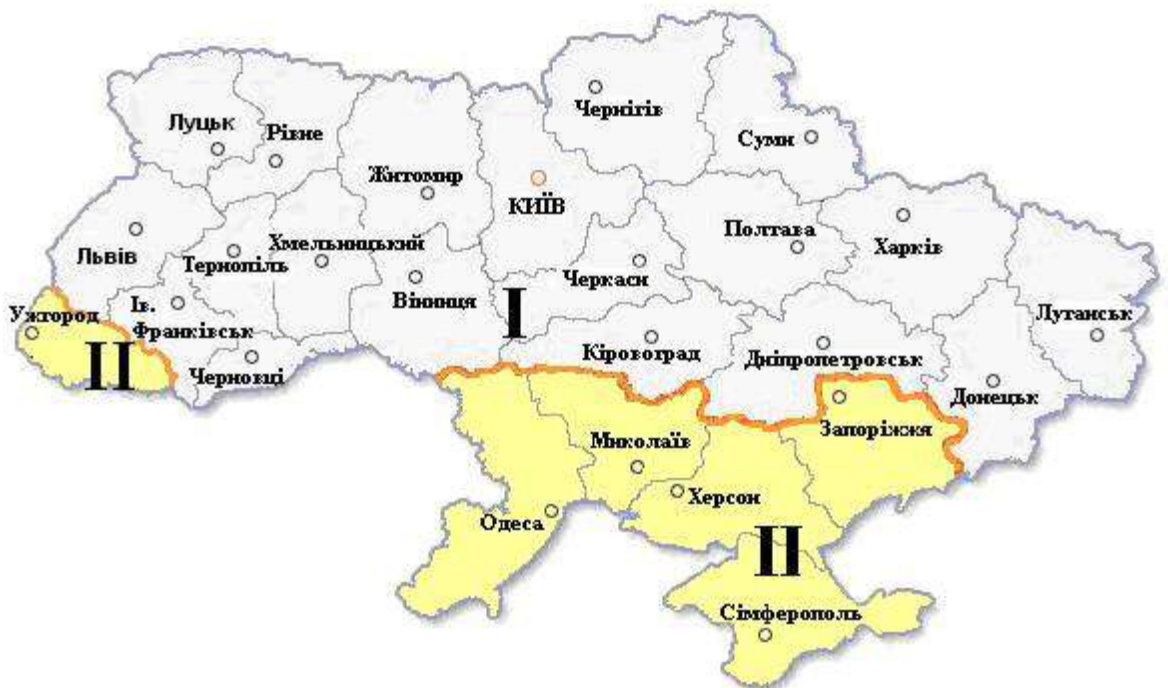 Чернігів
Луцьк
Рівне
Суми
Житомир
КИЇВ
Львів
Тернопіль
Хмельницький
Полтава
Харків
Черкаси
Вінниця
I
Ужгород
Ів.
Франківськ
Луганськ
II
Черновці
Кіровоград
Дніпропетровськ
Донецьк
Запоріжжя
Миколаїв
Херсон
Одеса
II
Сімферополь